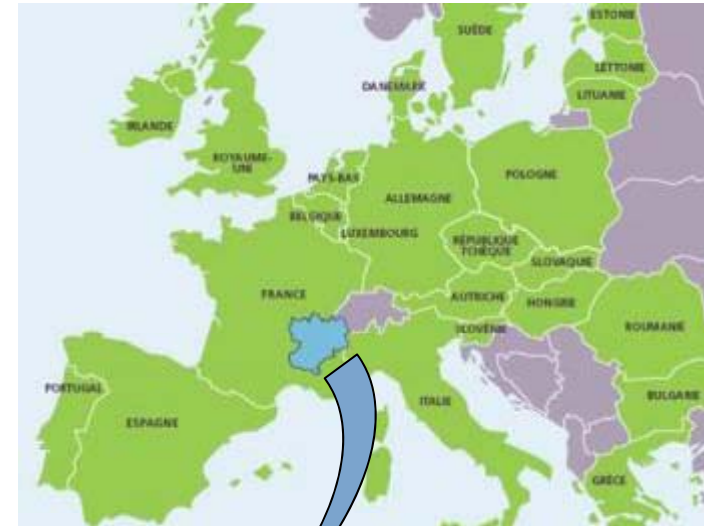 SUÈDE
ESTONIE
LETTONIE
LITUANIE
DANEMARK
IRLANDE
ROYAUME-
UNI
PAYS-BAS
POLOGNE
ALLEMAGNE
BELGIQUE
LUXEMBOURG
RÉPUBLIQUE
TCHÈQUE
SLOVAQUIE
FRANCE
AUTRICHE
HONGRIE
SLOVÉNIE
ROUMANIE
PORTUGAL
ESPAGNE
ITALIE
BULGARIE
GRÈCE